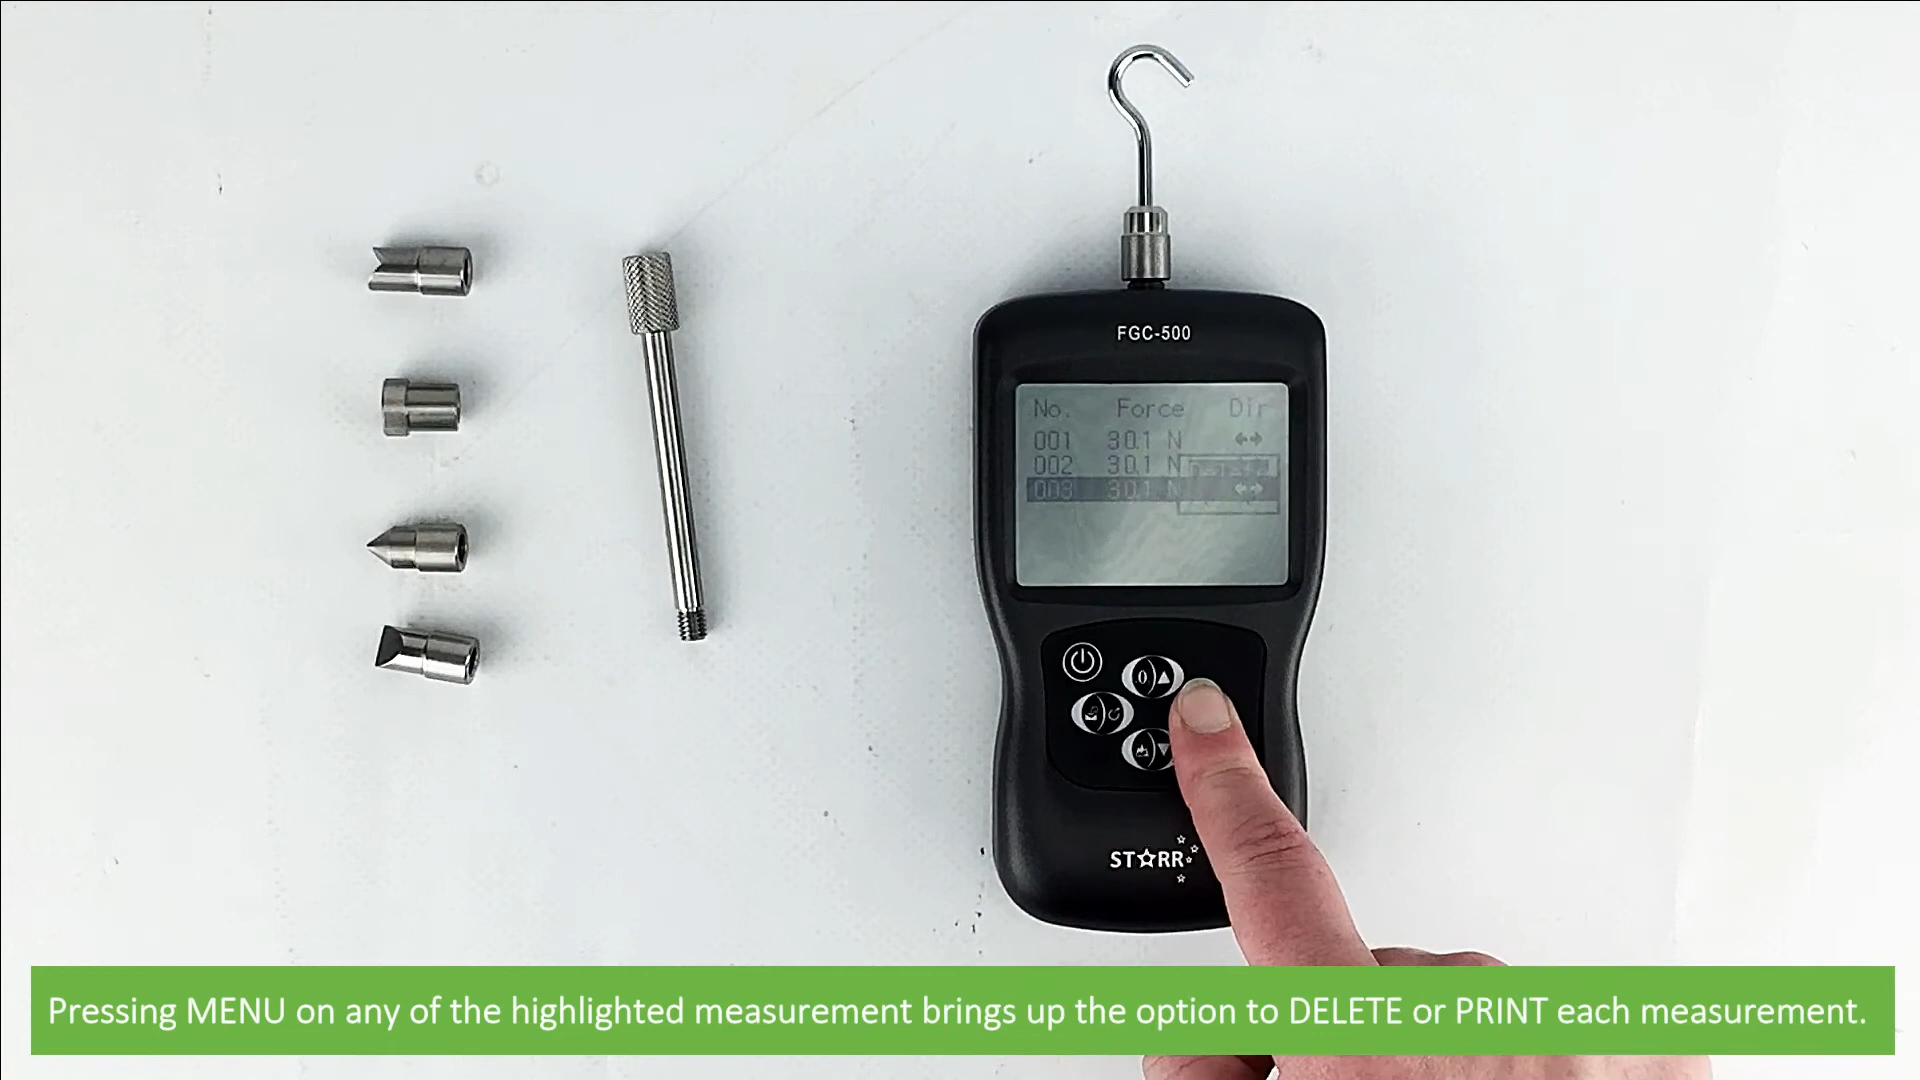 FGC-500
No. Force Dir
001 30.1 N
002 30.1 N
003 30.1 N
0
ST☆RR
Pressing MENU on any of the highlighted measurement brings up the option to DELETE or PRINT each measurement.